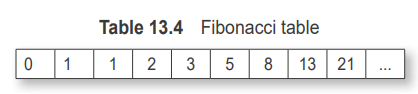 Table 13.4 Fibonacci table
0 1 1 2 3 5 8 13 21 ...